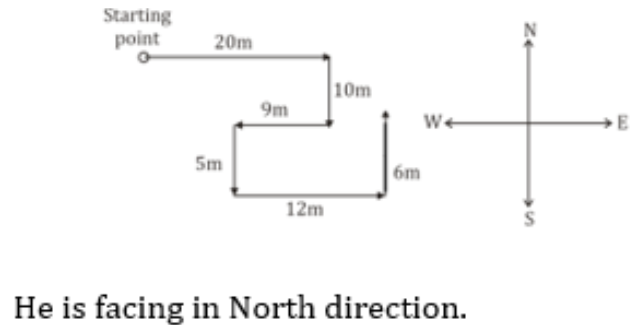 Starting
point
20m
10m
9m
5m
6m
12m
N
W
E
S
He is facing in North direction.